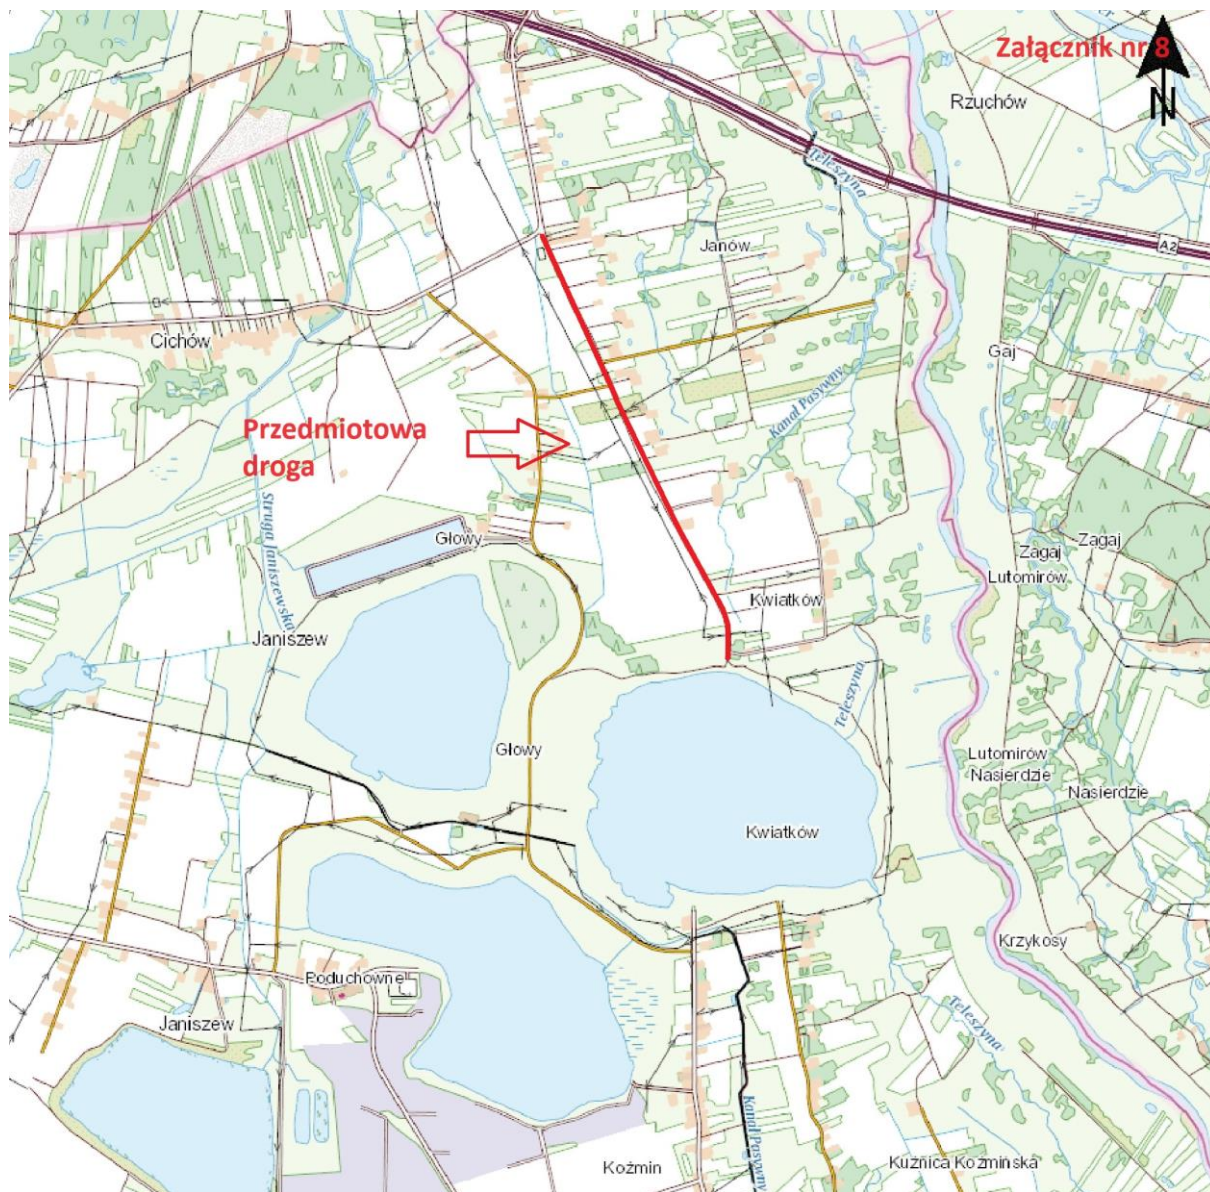 Załącznik nr 8
N
Rzuchów
Teleszyna
Janów
A2
Cichów
Gaj
Kanał Pasywny
Przedmiotowa
droga
Struga Janiszewska
Głowy
Zagaj
Zagaj
Lutomirów
Kwiatków
Janiszew
Teleszyna
Głowy
Lutomirów
Nasierdzie
Nasierdzie
Kwiatków
Krzykosy
Poduchowne
Janiszew
Teleszyna
Kanał Pasywny
Koźmin
Kuźnica Koźmińska